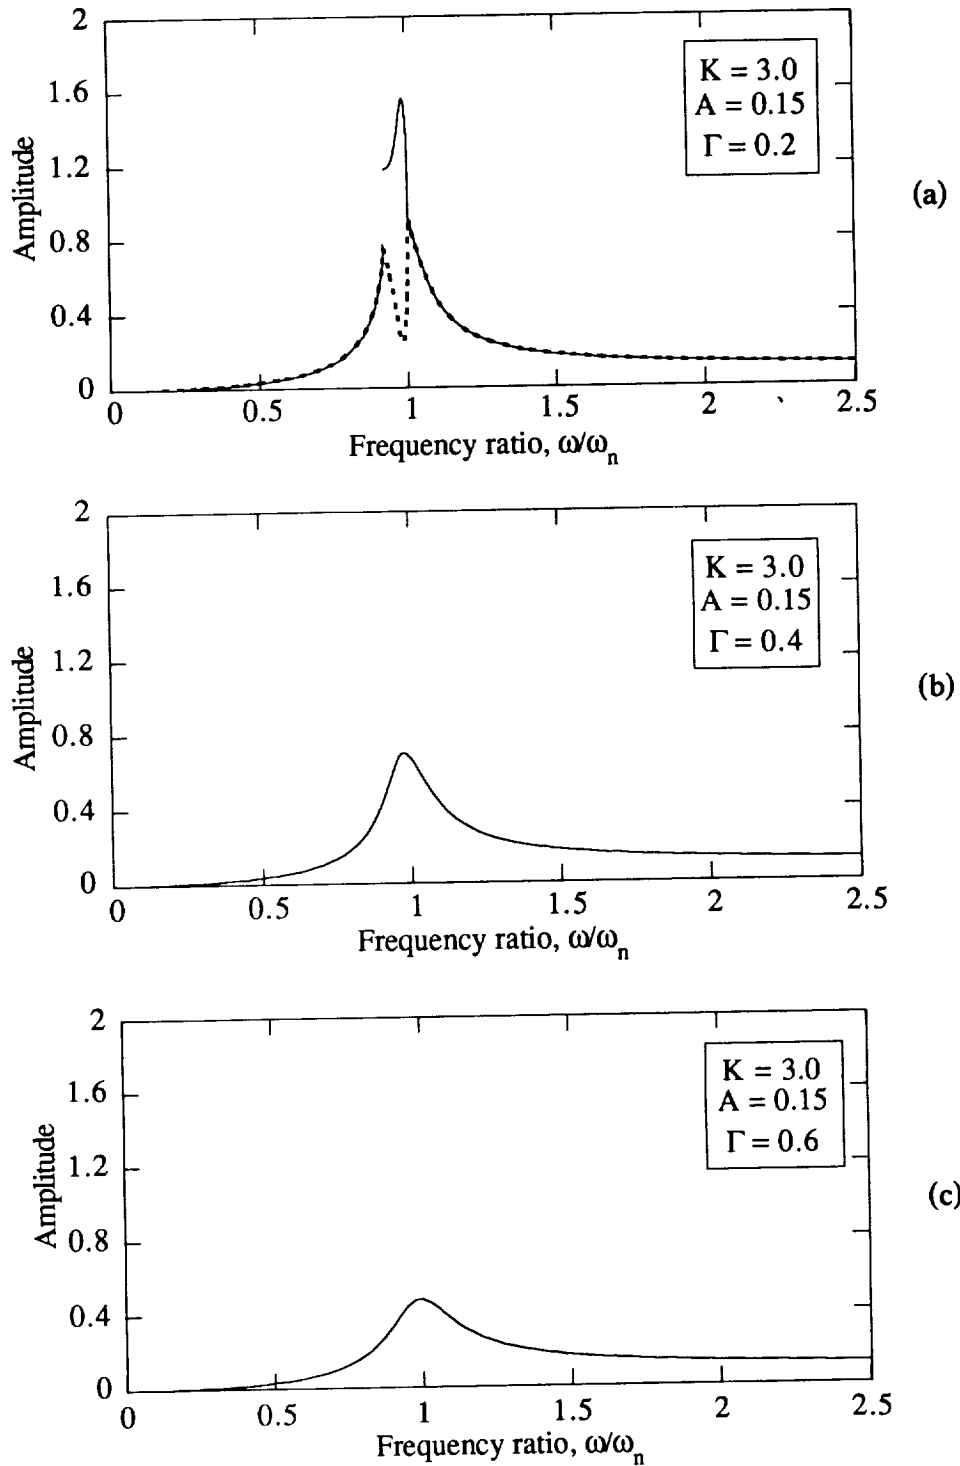 2
1.6
1.2
0.8
0.4
0
Amplitude
K = 3.0
A = 0.15
Γ = 0.2
(a)
0 0.5 1 1.5 2 2.5
Frequency ratio, ω/ωn
2
1.6
1.2
0.8
0.4
0
Amplitude
K = 3.0
A = 0.15
Γ = 0.4
(b)
0 0.5 1 1.5 2 2.5
Frequency ratio, ω/ωn
2
1.6
1.2
0.8
0.4
0
Amplitude
K = 3.0
A = 0.15
Γ = 0.6
(c)
0 0.5 1 1.5 2 2.5
Frequency ratio, ω/ωn